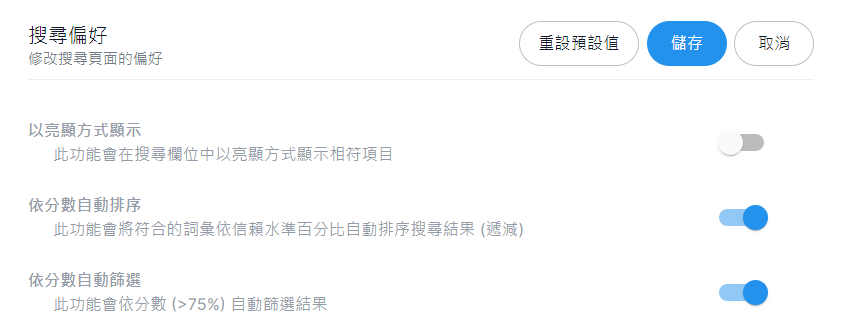 搜尋偏好
修改搜尋頁面的偏好
重設預設值
儲存
取消
以亮顯方式顯示
此功能會在搜尋欄位中以亮顯方式顯示相符項目
依分數自動排序
此功能會將符合的詞彙依信賴水準百分比自動排序搜尋結果 (遞減)
依分數自動篩選
此功能會依分數 (>75%) 自動篩選結果